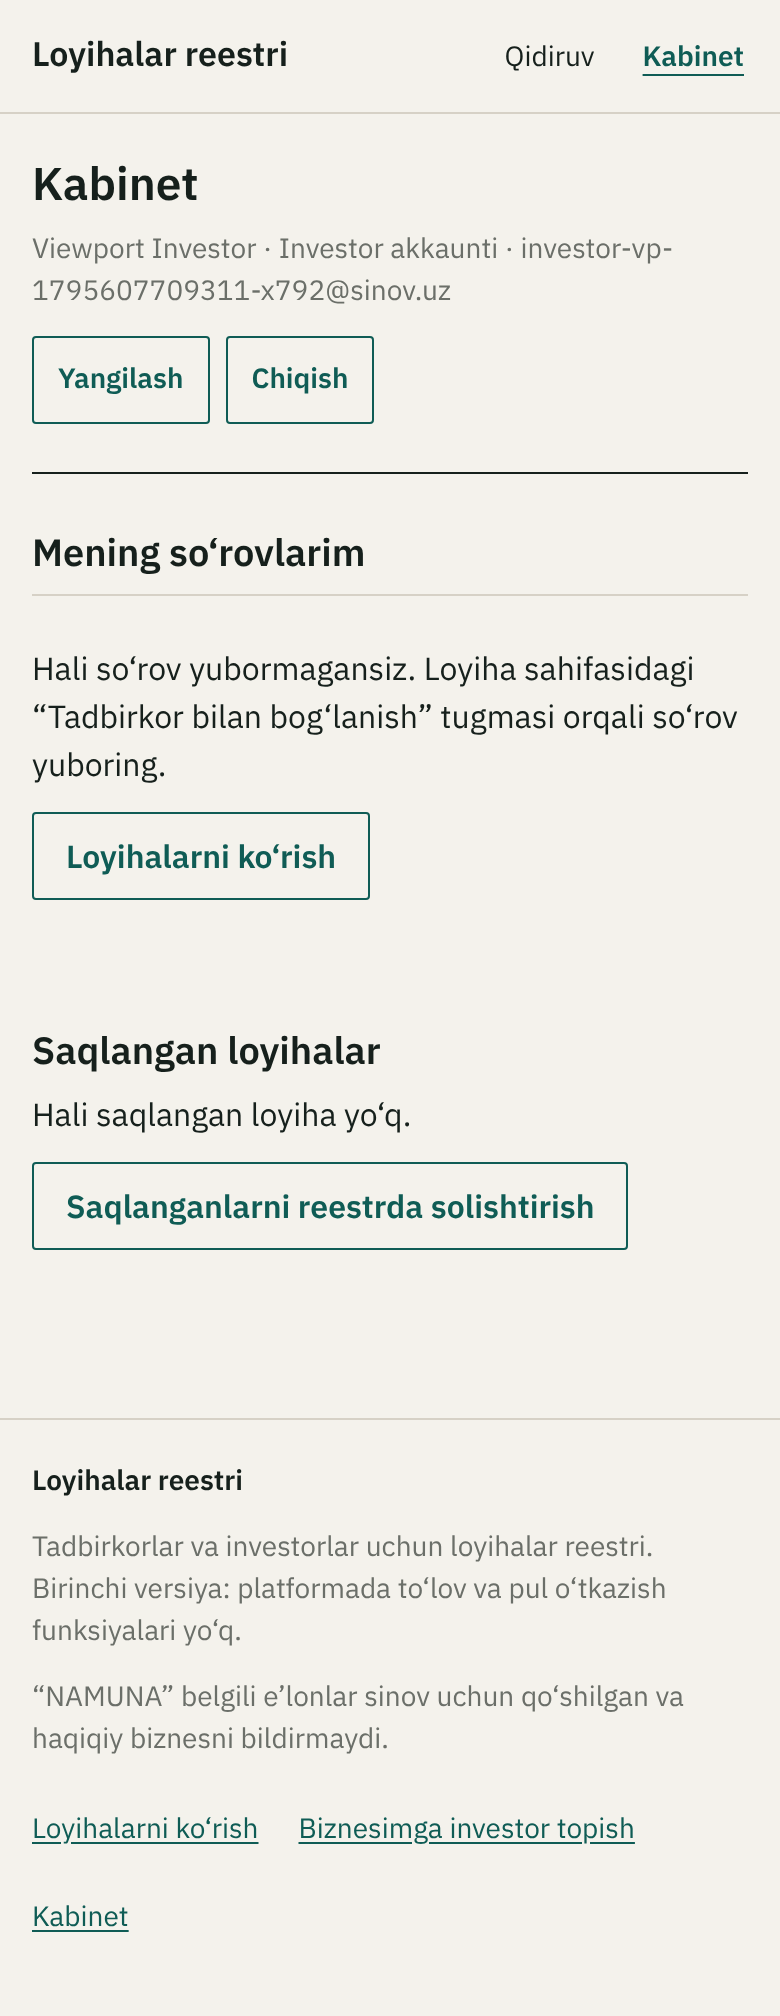 Loyihalar reestri
Qidiruv
Kabinet
Kabinet
Viewport Investor · Investor akkaunti · investor-vp-
1795607709311-x792@sinov.uz
Yangilash
Chiqish
Mening so‘rovlarim
Hali so‘rov yubormagansiz. Loyiha sahifasidagi
“Tadbirkor bilan bog‘lanish” tugmasi orqali so‘rov
yuboring.
Loyihalarni ko‘rish
Saqlangan loyihalar
Hali saqlangan loyiha yo‘q.
Saqlanganlarni reestrda solishtirish
Loyihalar reestri
Tadbirkorlar va investorlar uchun loyihalar reestri.
Birinchi versiya: platformada to‘lov va pul o‘tkazish
funksiyalari yo‘q.
“NAMUNA” belgili e’lonlar sinov uchun qo‘shilgan va
haqiqiy biznesni bildirmaydi.
Loyihalarni ko‘rish
Biznesimga investor topish
Kabinet